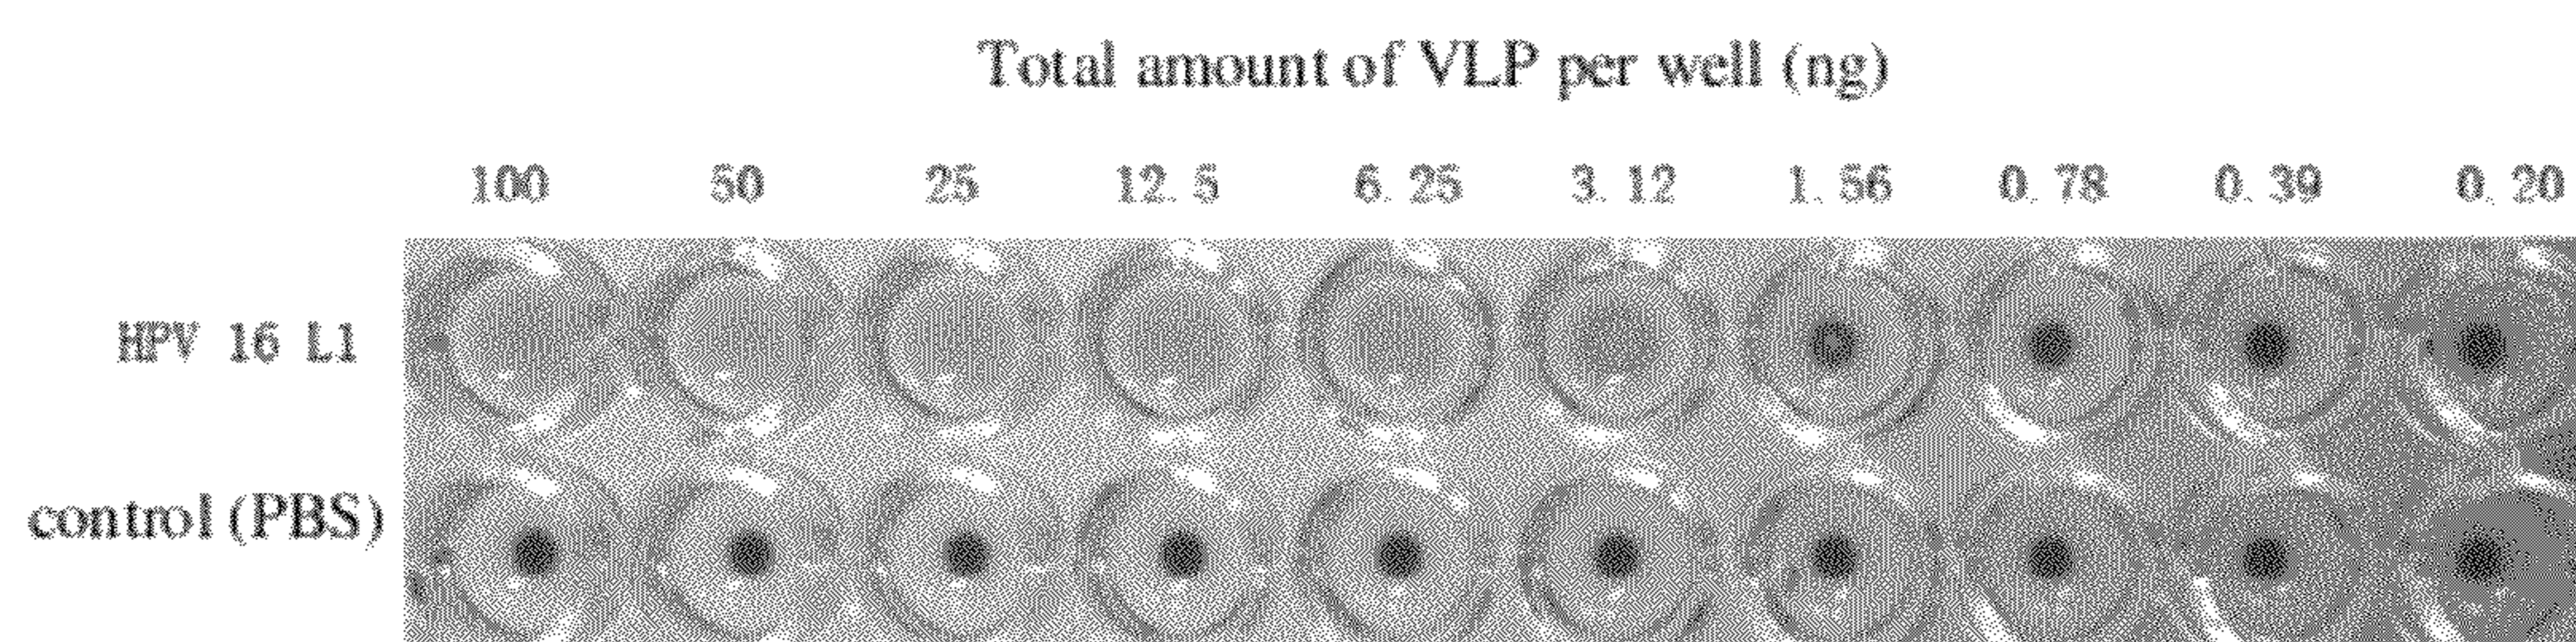 Total amount of VLP per well (ng)
100 50 25 12. 5 6. 25 3. 12 1. 56 0. 78 0. 39 0. 20
HPV 16 L1
control (PBS)